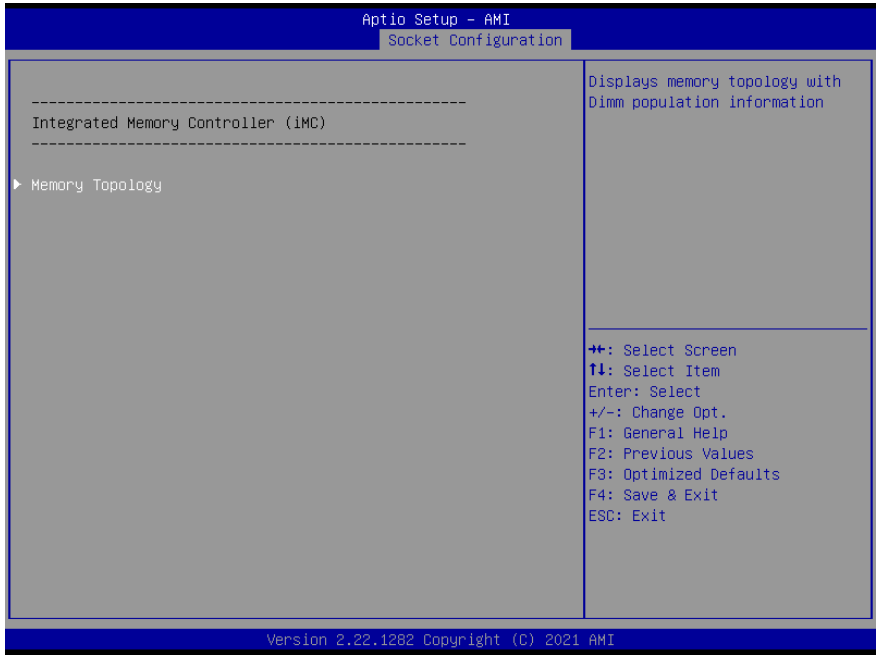 Aptio Setup – AMI
Socket Configuration
--------------------------------------------------
Integrated Memory Controller (iMC)
--------------------------------------------------
▶ Memory Topology
Displays memory topology with
Dimm population information
→←: Select Screen
↑↓: Select Item
Enter: Select
+/-: Change Opt.
F1: General Help
F2: Previous Values
F3: Optimized Defaults
F4: Save & Exit
ESC: Exit
Version 2.22.1282 Copyright (C) 2021 AMI